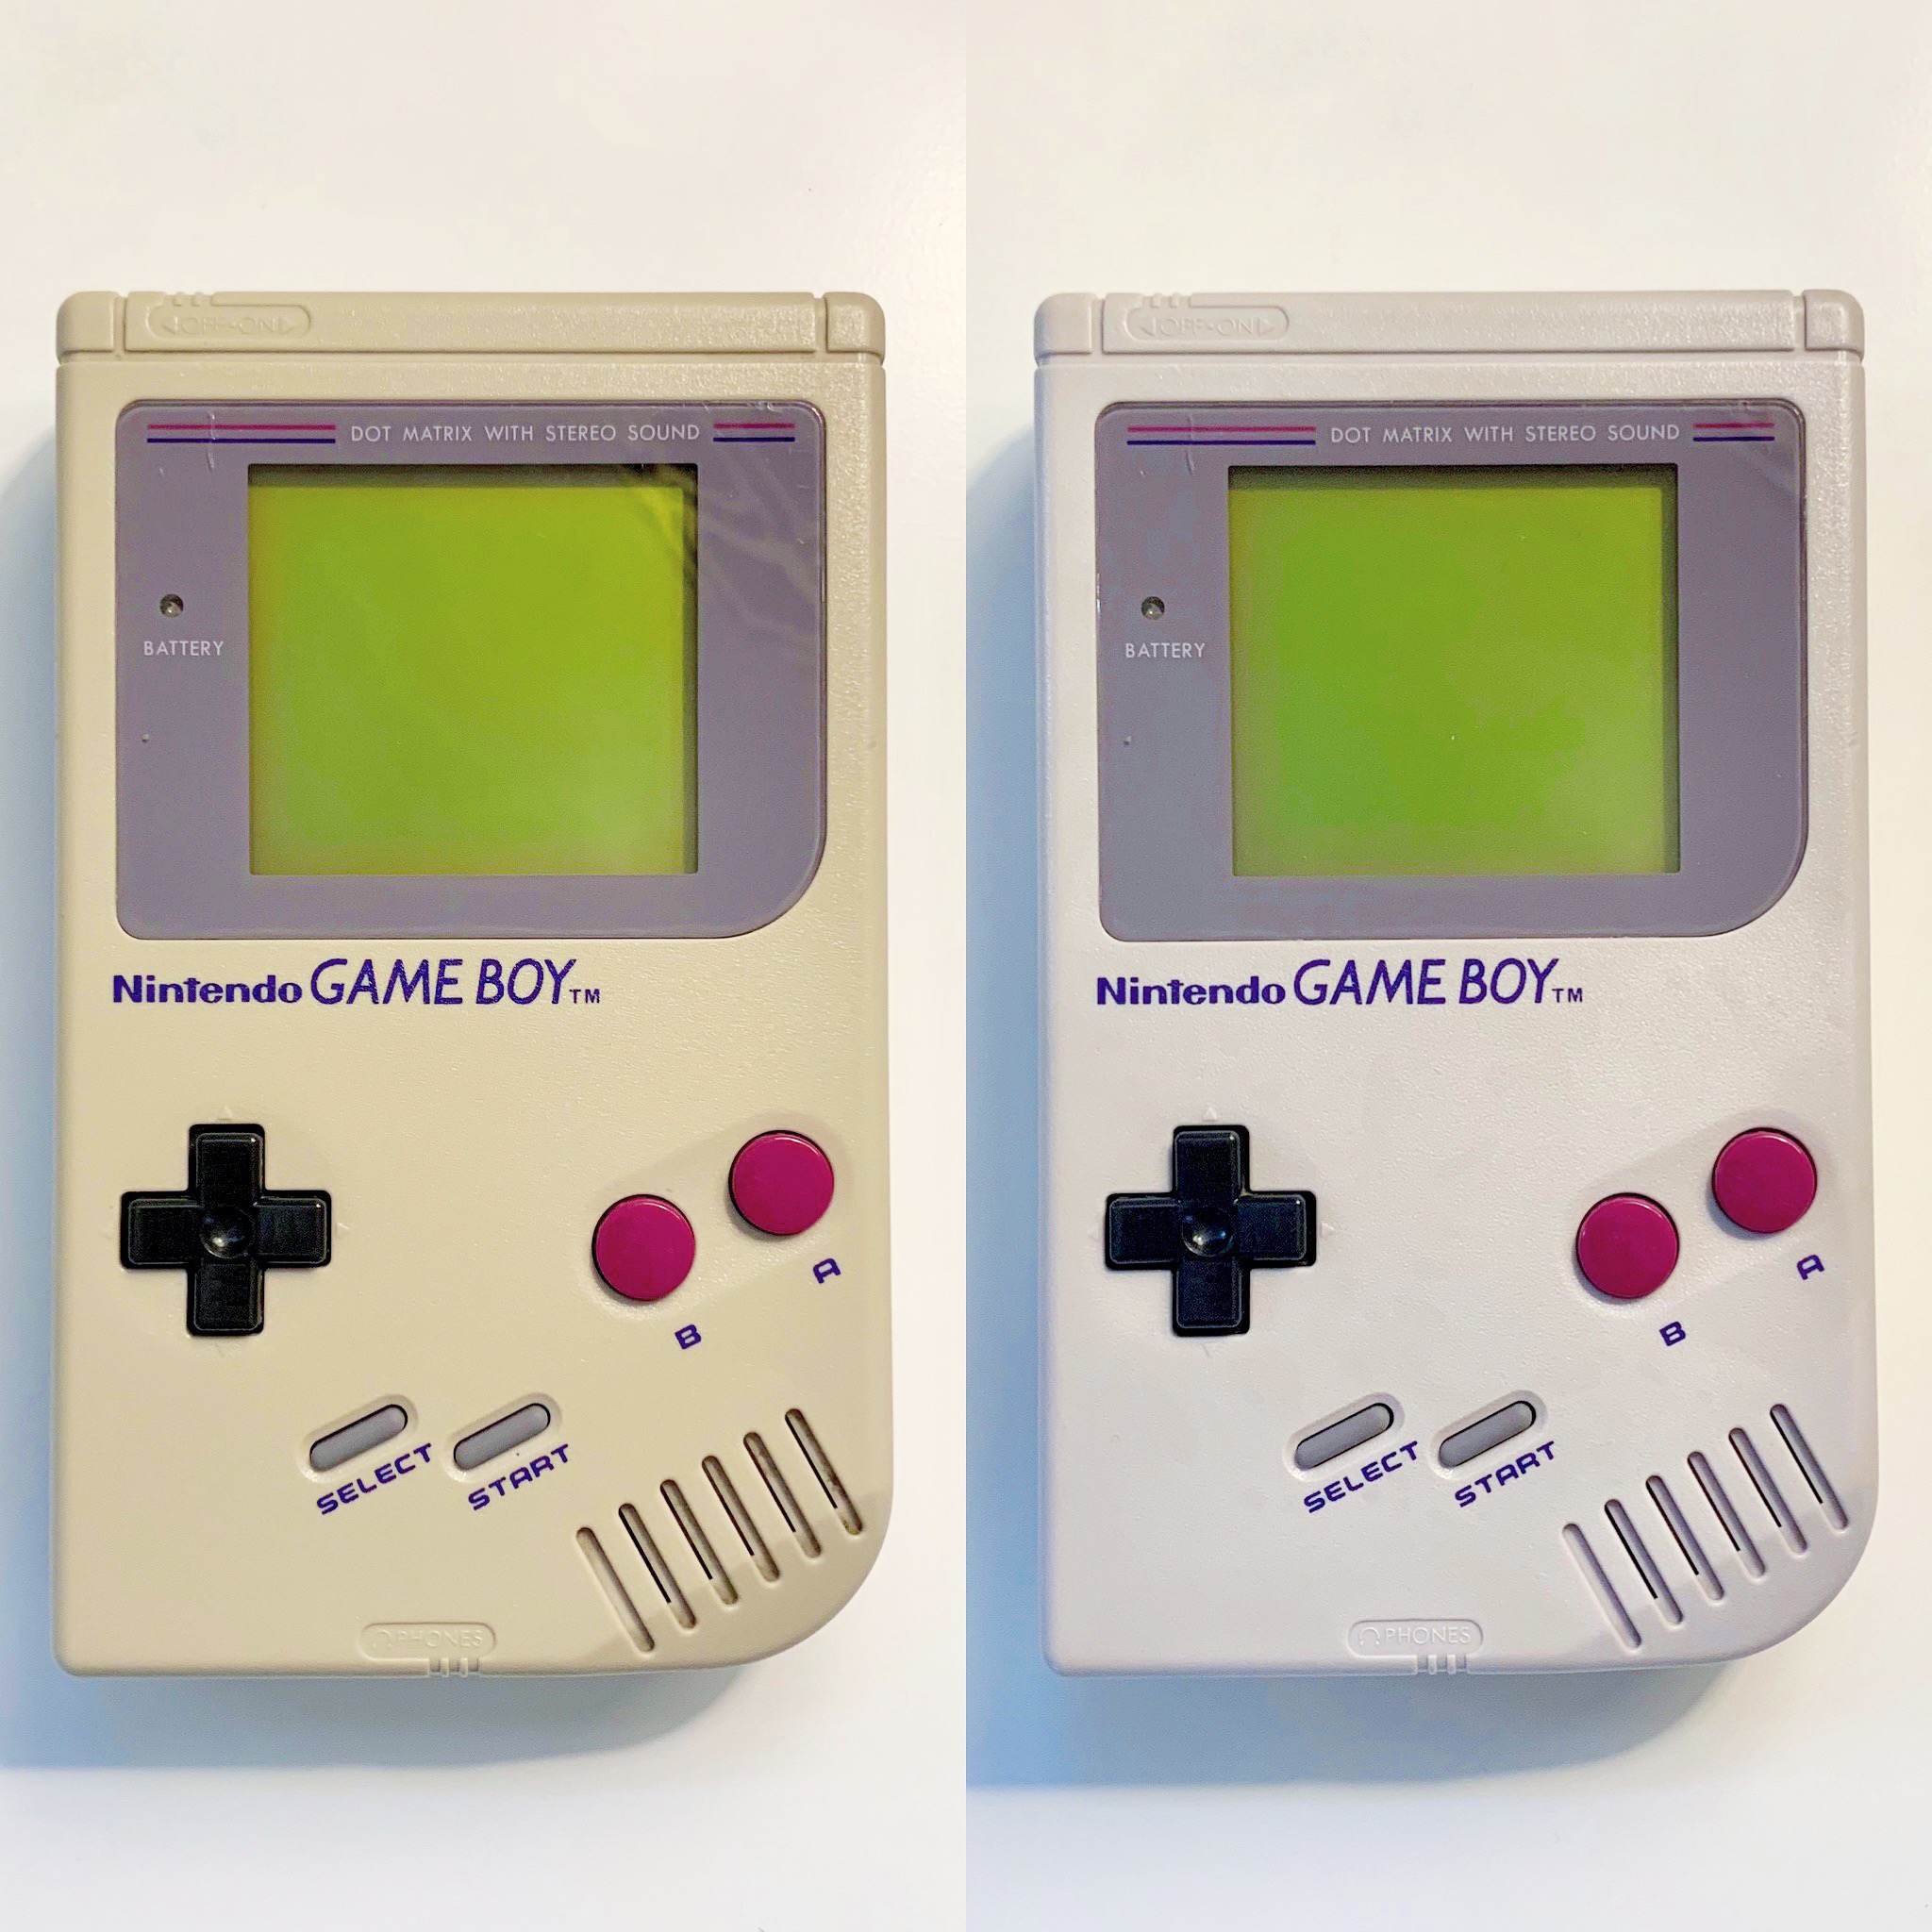 OFF•ON
DOT MATRIX WITH STEREO SOUND
BATTERY
Nintendo GAME BOY™
A
B
SELECT
START
PHONES
OFF•ON
DOT MATRIX WITH STEREO SOUND
BATTERY
Nintendo GAME BOY™
A
B
SELECT
START
PHONES